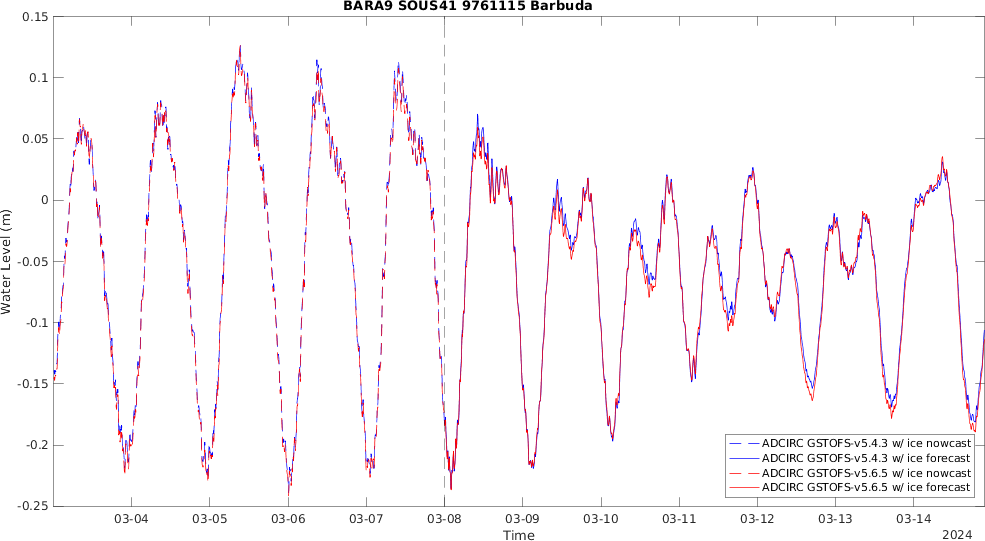 BARA9 SOUS41 9761115 Barbuda
0.15
0.1
0.05
0
-0.05
-0.1
-0.15
-0.2
-0.25
Water Level (m)
ADCIRC GSTOFS-v5.4.3 w/ ice nowcast
ADCIRC GSTOFS-v5.4.3 w/ ice forecast
ADCIRC GSTOFS-v5.6.5 w/ ice nowcast
ADCIRC GSTOFS-v5.6.5 w/ ice forecast
03-04 03-05 03-06 03-07 03-08 03-09 03-10 03-11 03-12 03-13 03-14
Time
2024